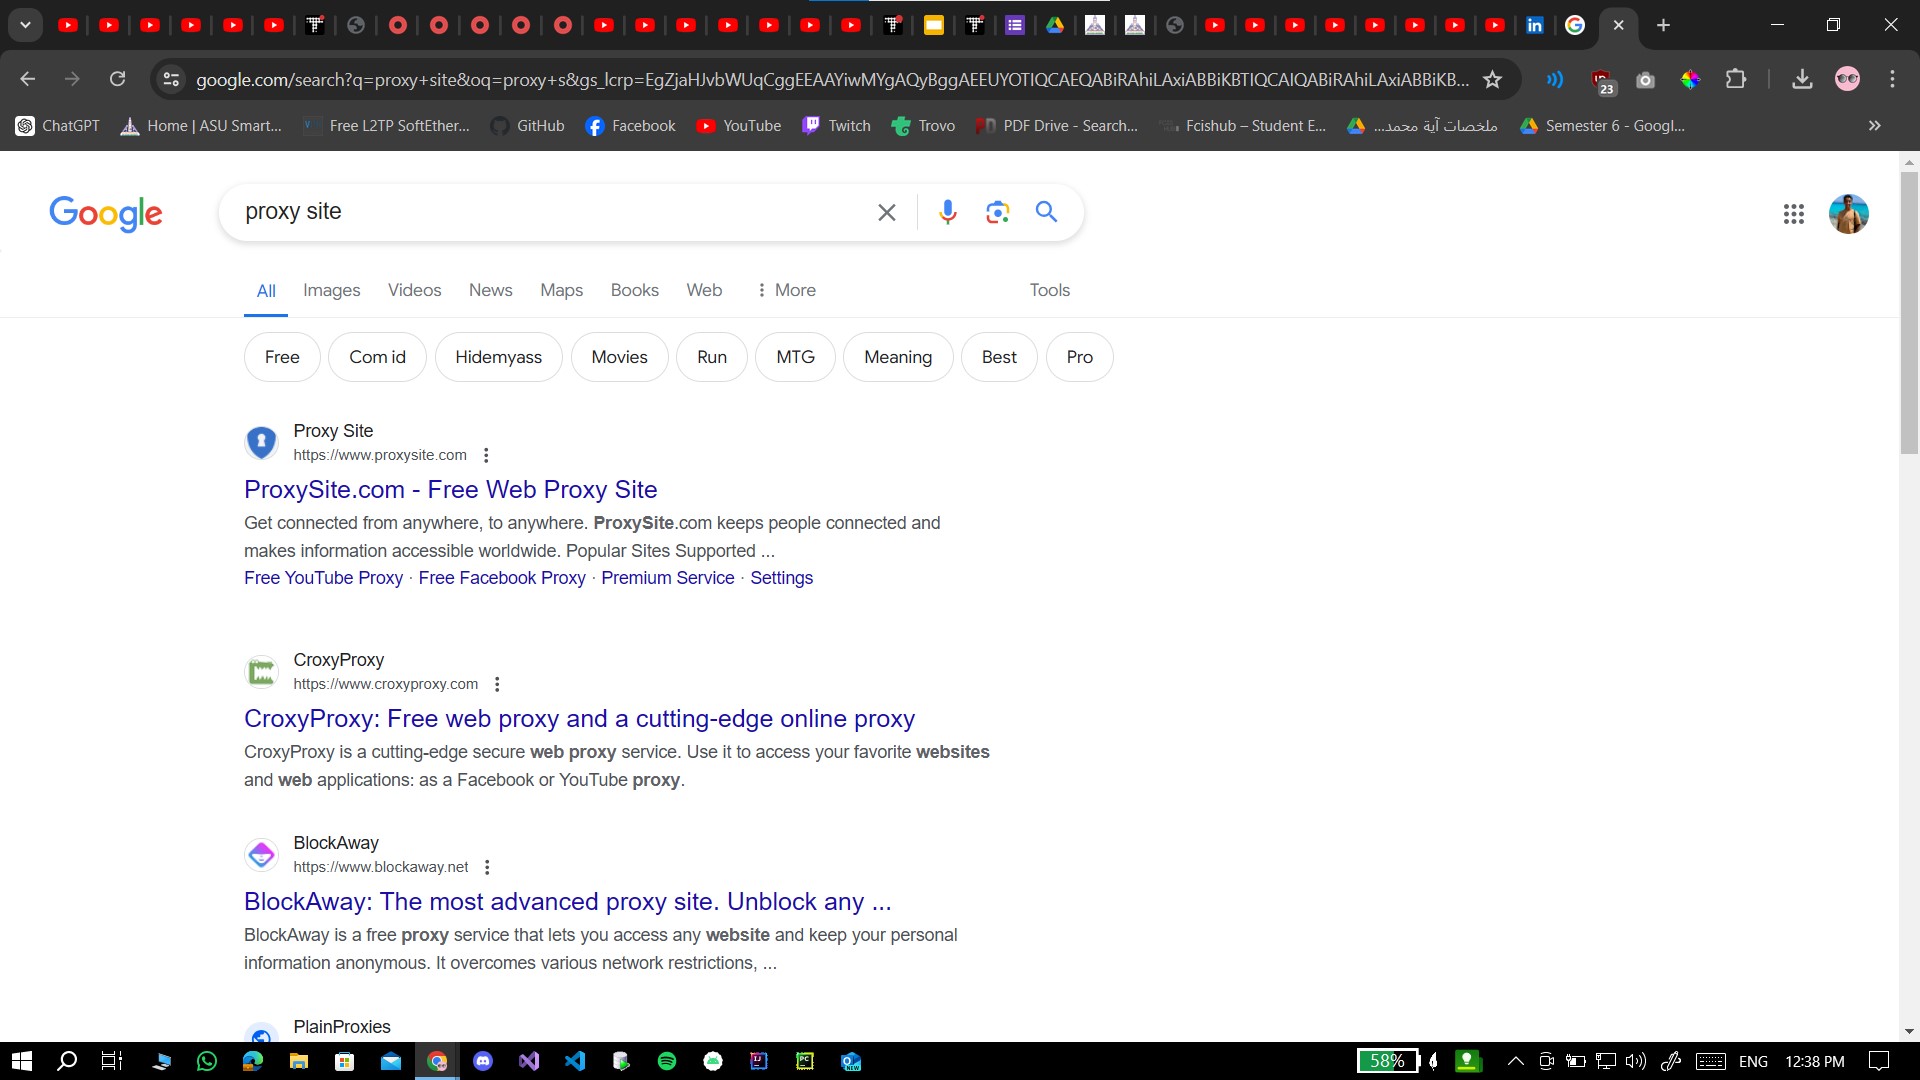 google.com/search?q=proxy+site&oq=proxy+s&gs_lcrp=EgZjaHJvbWUqCggEEAAYiwMYgAQyBggAEEUYOTIQCAEQABiRAhiLAxiABBiKBTIQCAIQABiRAhiLAxiABBiKB...
23
ChatGPT Home | ASU Smart... Free L2TP SoftEther... GitHub Facebook YouTube Twitch Trovo PDF Drive - Search... Fcishub – Student E... ملخصات آية محمد... Semester 6 - Googl...
Google proxy site
All Images Videos News Maps Books Web More Tools
Free Com id Hidemyass Movies Run MTG Meaning Best Pro
Proxy Site
https://www.proxysite.com
ProxySite.com - Free Web Proxy Site
Get connected from anywhere, to anywhere. ProxySite.com keeps people connected and
makes information accessible worldwide. Popular Sites Supported ...
Free YouTube Proxy · Free Facebook Proxy · Premium Service · Settings
CroxyProxy
https://www.croxyproxy.com
CroxyProxy: Free web proxy and a cutting-edge online proxy
CroxyProxy is a cutting-edge secure web proxy service. Use it to access your favorite websites
and web applications: as a Facebook or YouTube proxy.
BlockAway
https://www.blockaway.net
BlockAway: The most advanced proxy site. Unblock any ...
BlockAway is a free proxy service that lets you access any website and keep your personal
information anonymous. It overcomes various network restrictions, ...
PlainProxies
58% ENG 12:38 PM